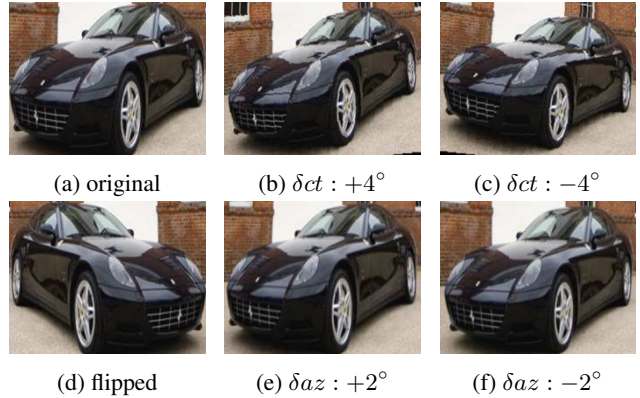 (a) original
(b) δct : +4°
(c) δct : −4°
(d) flipped
(e) δaz : +2°
(f) δaz : −2°